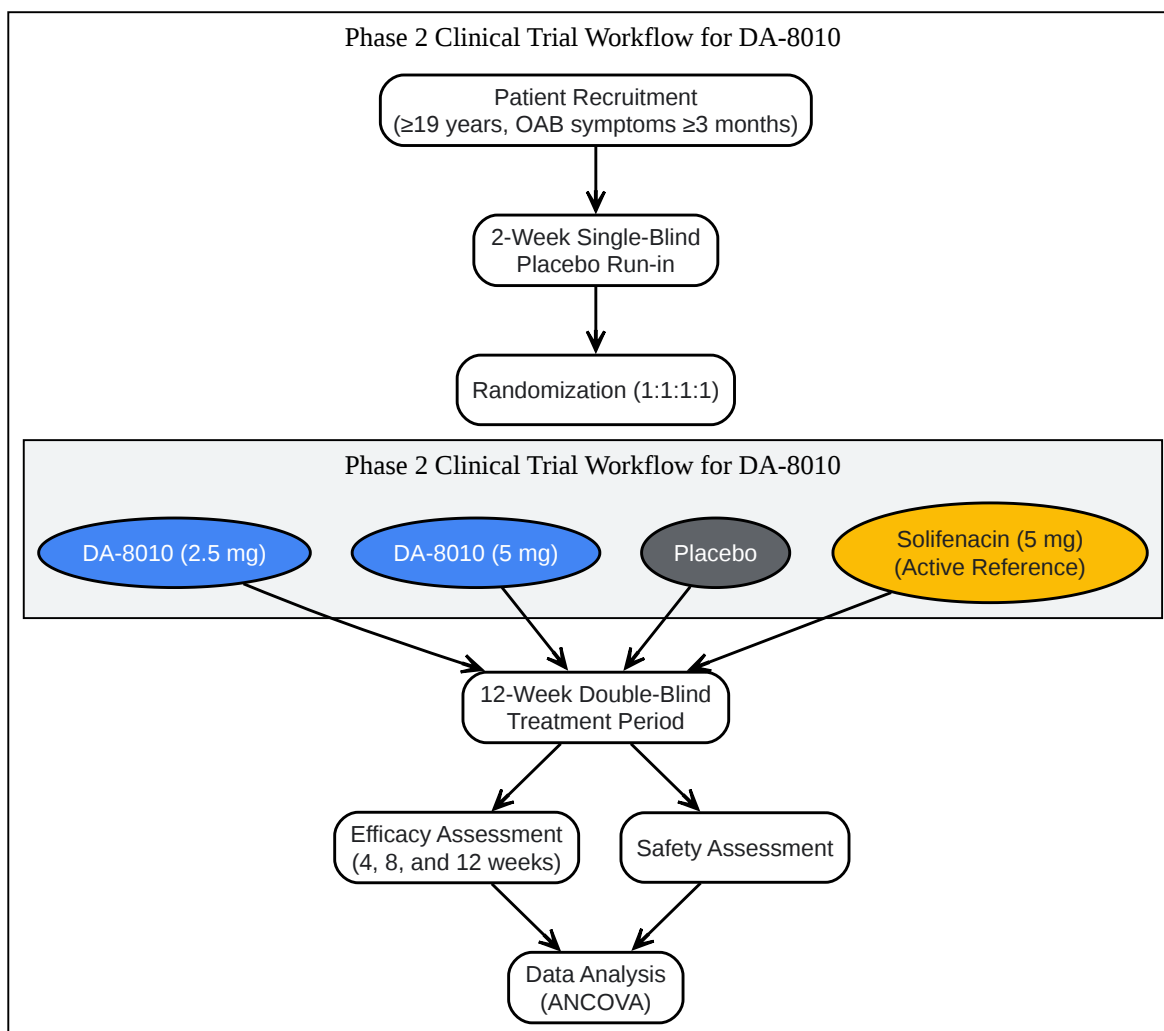 Phase 2 Clinical Trial Workflow for DA-8010
Patient Recruitment
(≥19 years, OAB symptoms ≥3 months)
2-Week Single-Blind
Placebo Run-in
Randomization (1:1:1:1)
Phase 2 Clinical Trial Workflow for DA-8010
DA-8010 (2.5 mg)
DA-8010 (5 mg)
Placebo
Solifenacin (5 mg)
(Active Reference)
12-Week Double-Blind
Treatment Period
Efficacy Assessment
(4, 8, and 12 weeks)
Safety Assessment
Data Analysis
(ANCOVA)